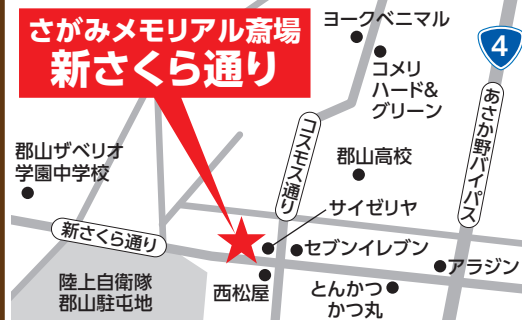 さがみメモリアル斎場
新さくら通り
ヨークベニマル
コメリ
ハード&
グリーン
4
あさか野バイパス
コスモス通り
郡山ザベリオ
学園中学校
郡山高校
サイゼリヤ
新さくら通り
セブンイレブン
アラジン
陸上自衛隊
郡山駐屯地
西松屋
とんかつ
かつ丸